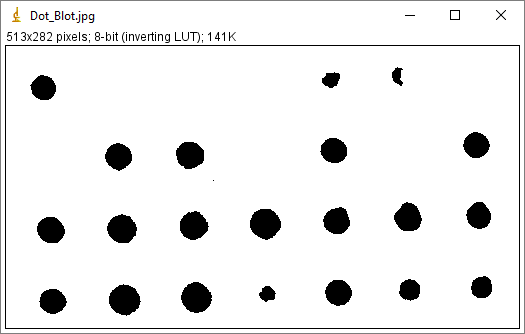 Dot_Blot.jpg
513x282 pixels; 8-bit (inverting LUT); 141K